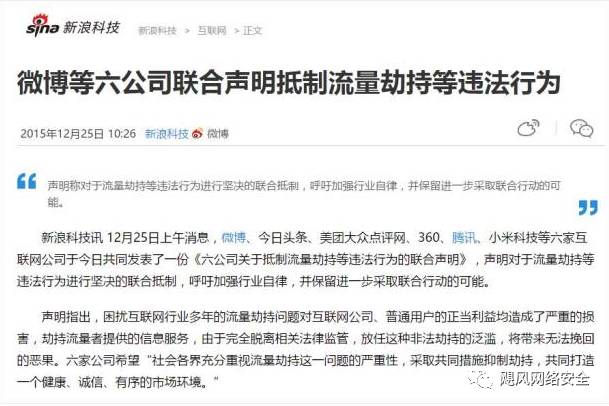 sina 新浪科技
新浪科技 > 互联网 > 正文
微博等六公司联合声明抵制流量劫持等违法行为
2015年12月25日 10:26 新浪科技 微博
声明称对于流量劫持等违法行为进行坚决的联合抵制，呼吁加强行业自律，并保留进一步采取联合行动的可
能。
新浪科技讯 12月25日上午消息，微博、今日头条、美团大众点评网、360、腾讯、小米科技等六家互
联网公司于今日共同发表了一份《六公司关于抵制流量劫持等违法行为的联合声明》，声明对于流量劫持等
违法行为进行坚决的联合抵制，呼吁加强行业自律，并保留进一步采取联合行动的可能。
声明指出，困扰互联网行业多年的流量劫持问题对互联网公司、普通用户的正当利益均造成了严重的损
害，劫持流量者提供的信息服务，由于完全脱离相关法律监管，放任这种非法劫持的泛滥，将带来无法挽回
的恶果。六家公司希望“社会各界充分重视流量劫持这一问题的严重性，采取共同措施抑制劫持，共同打造
一个健康、诚信、有序的市场环境。”
飓风网络安全